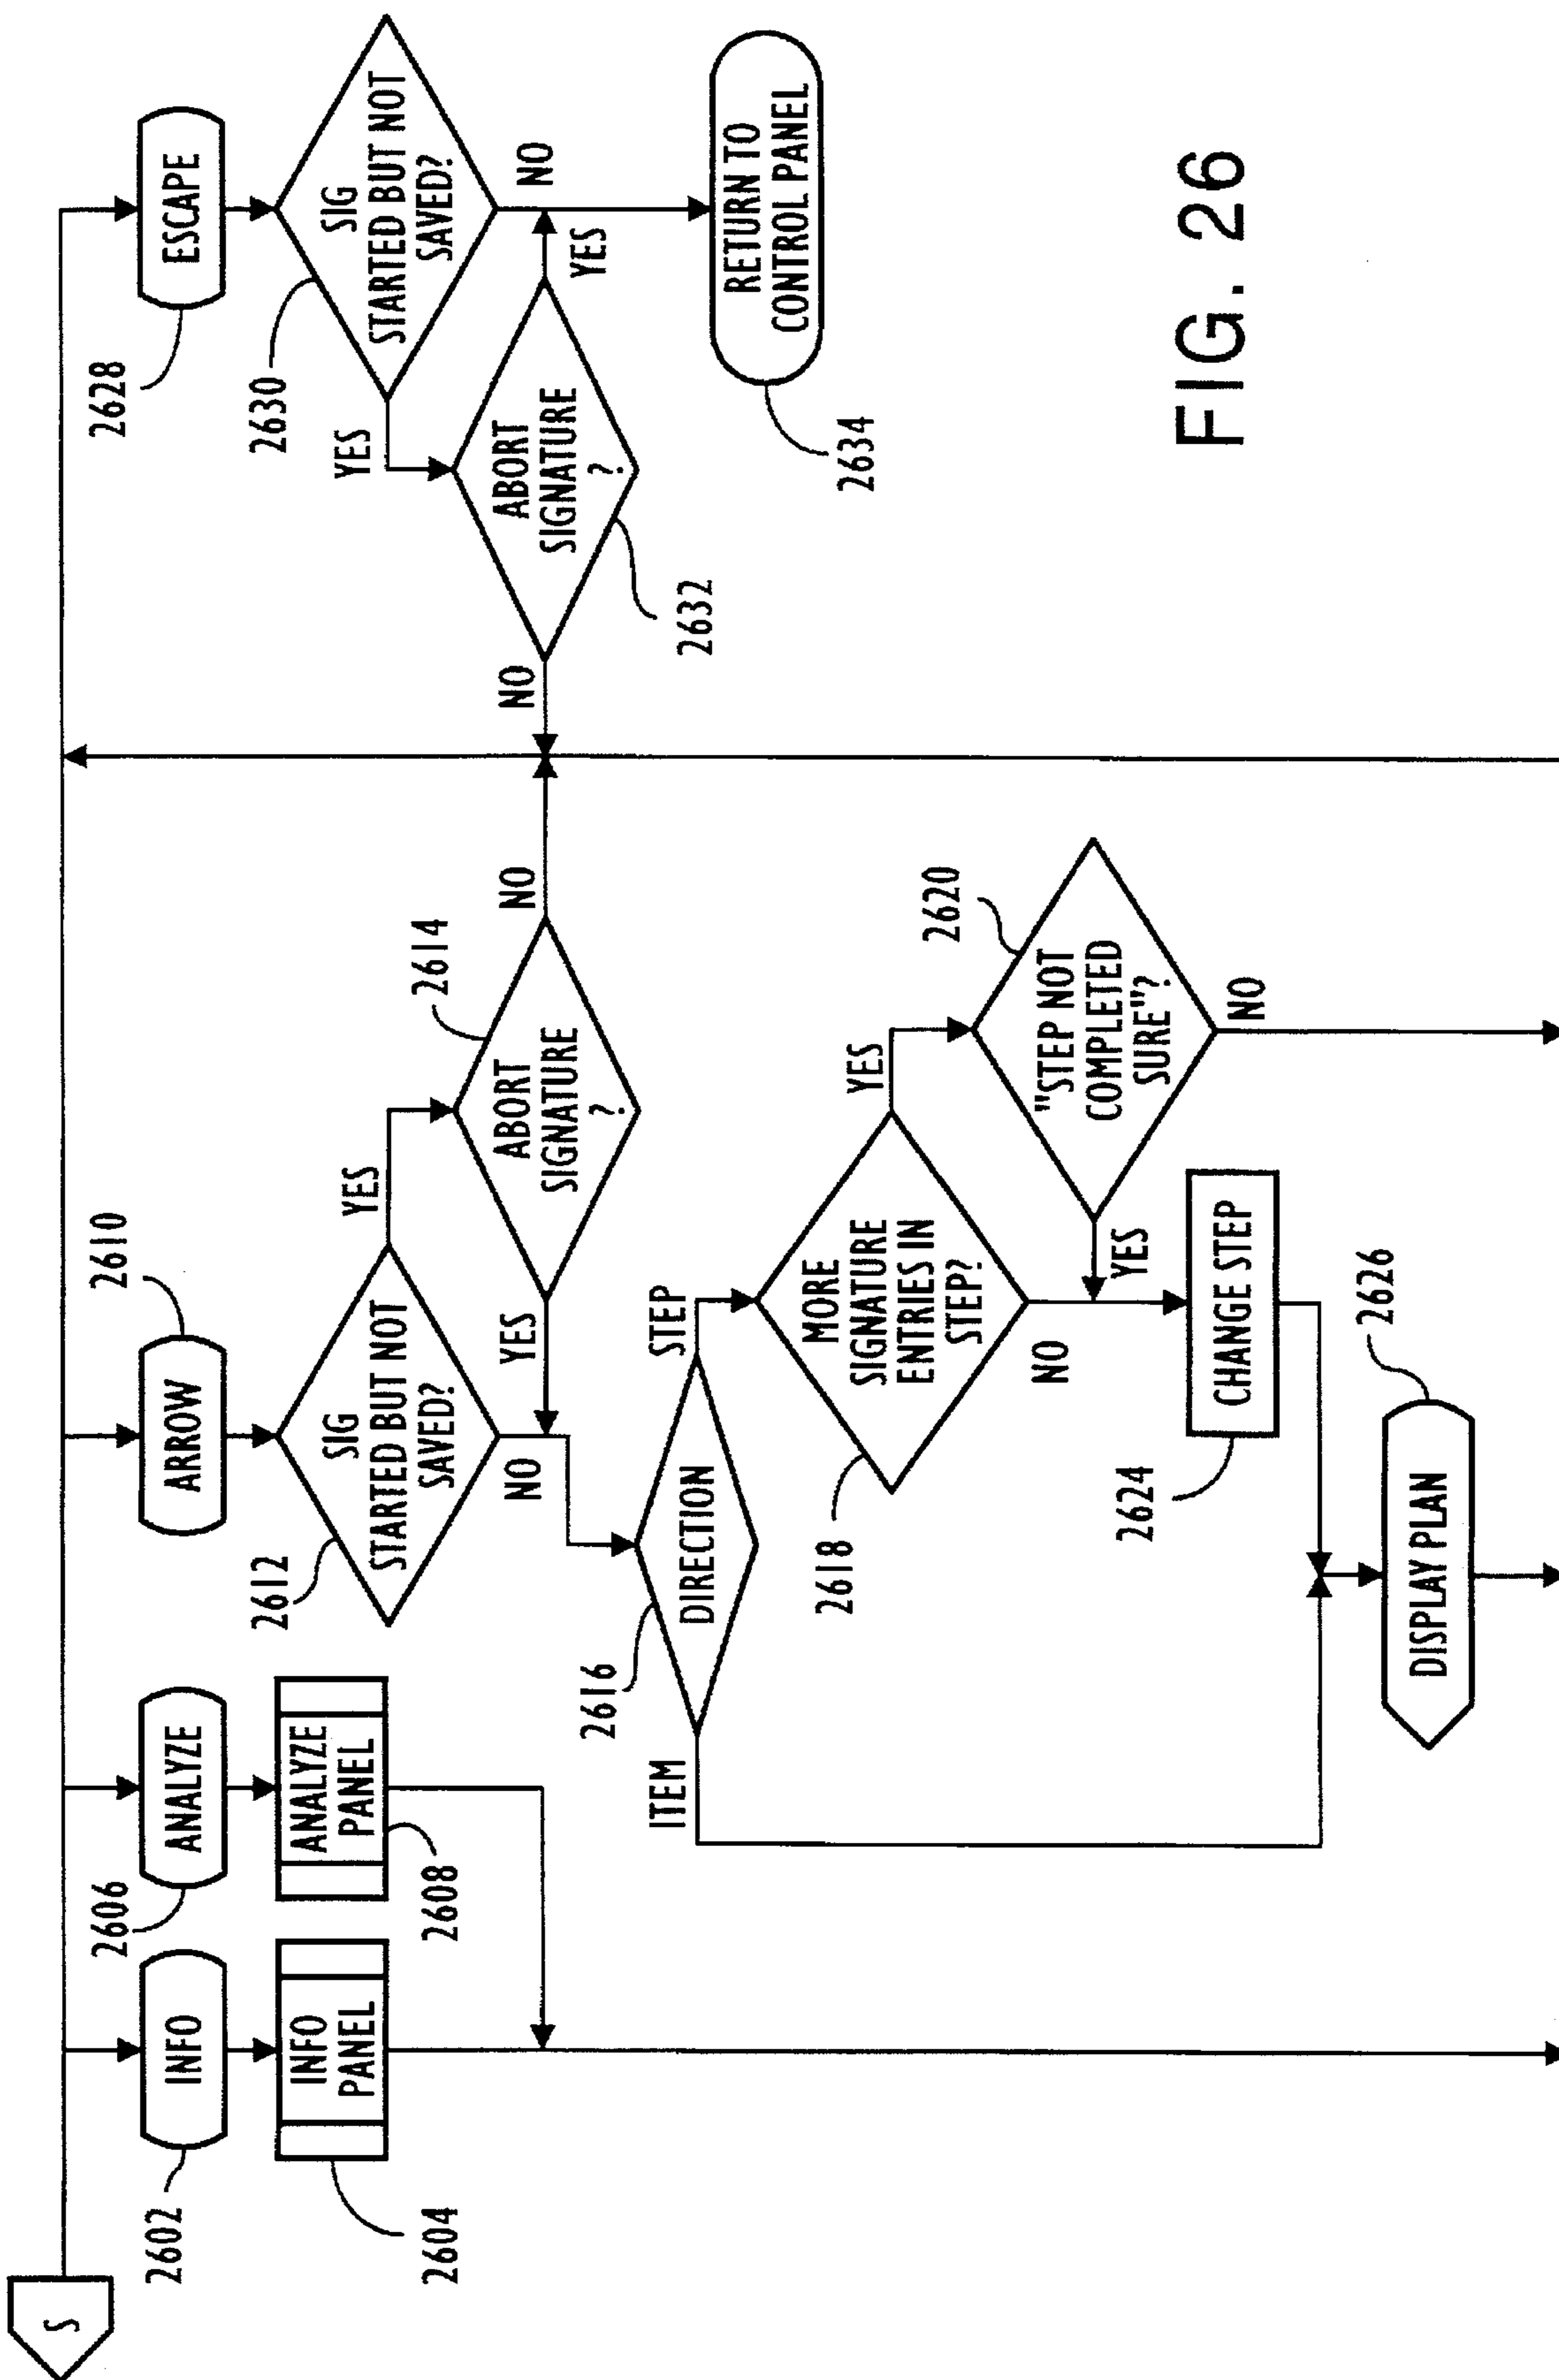 S
2602
INFO
INFO
PANEL
2604
2606
ANALYZE
ANALYZE
PANEL
2608
2610
ARROW
2612
SIG
STARTED BUT NOT
SAVED?
YES
NO
2614
ABORT
SIGNATURE
?
YES
NO
2616
DIRECTION
ITEM
STEP
2618
MORE
SIGNATURE
ENTRIES IN
STEP?
YES
NO
2620
"STEP NOT
COMPLETED
SURE"?
YES
NO
2624
CHANGE STEP
2626
DISPLAY PLAN
2628
ESCAPE
2630
SIG
STARTED BUT NOT
SAVED?
YES
NO
2632
ABORT
SIGNATURE
?
NO
YES
RETURN TO
CONTROL PANEL
2634
FIG. 26